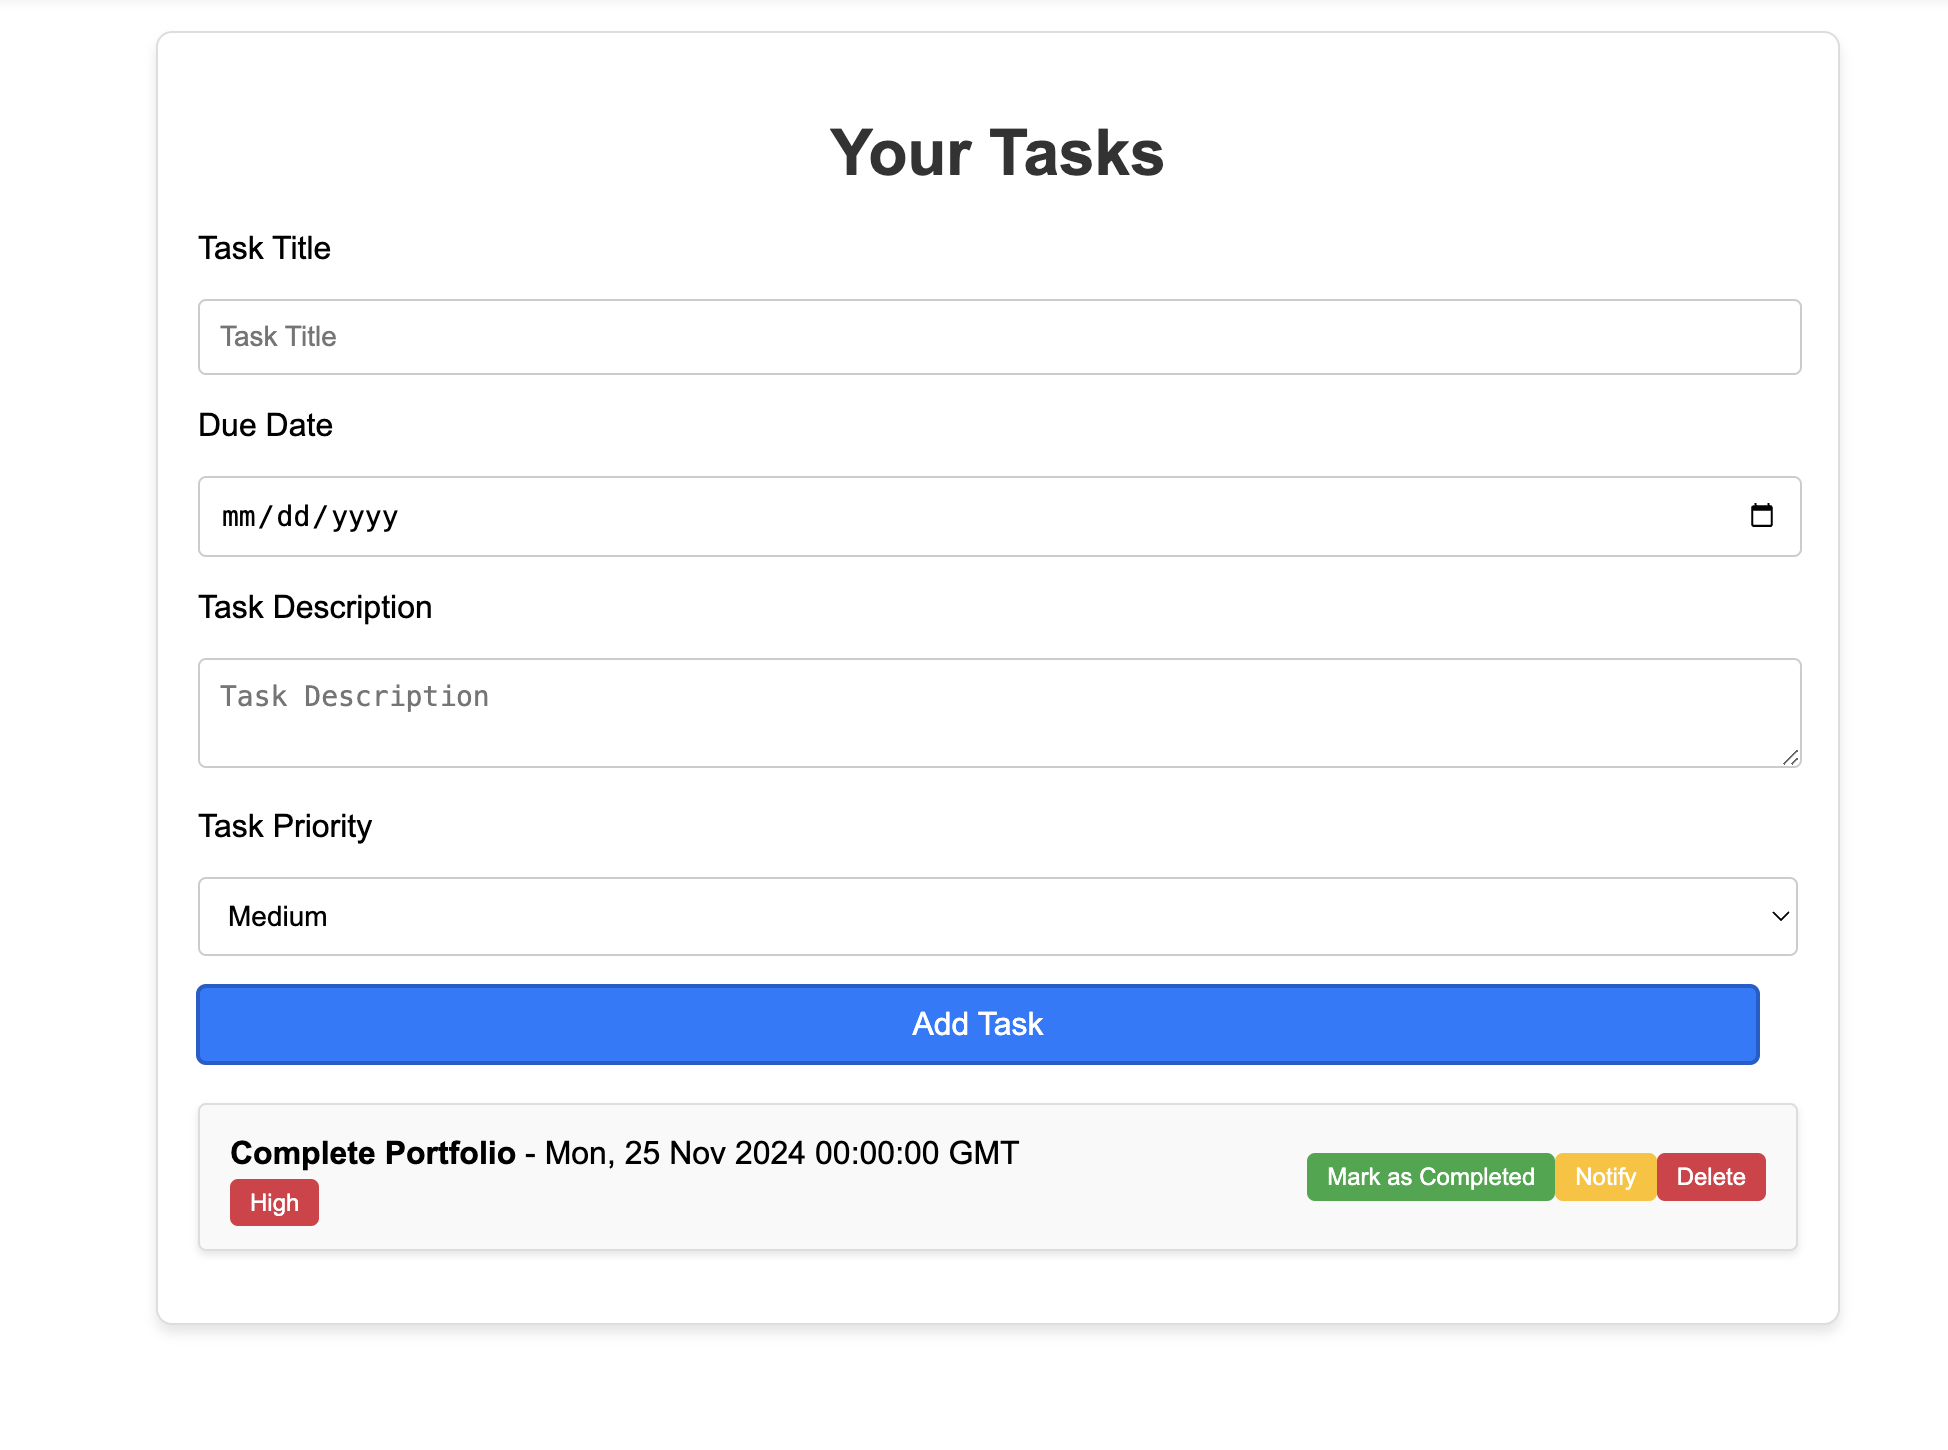 Your Tasks
Task Title
Task Title
Due Date
mm/dd/yyyy
Task Description
Task Description
Task Priority
Medium
Add Task
Complete Portfolio - Mon, 25 Nov 2024 00:00:00 GMT
High
Mark as Completed Notify Delete